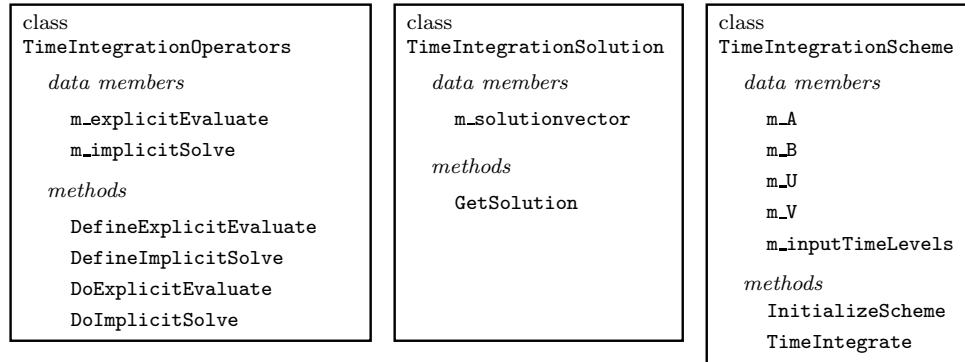 class
TimeIntegrationOperators
data members
m_explicitEvaluate
m_implicitSolve
methods
DefineExplicitEvaluate
DefineImplicitSolve
DoExplicitEvaluate
DoImplicitSolve
class
TimeIntegrationSolution
data members
m_solutionvector
methods
GetSolution
class
TimeIntegrationScheme
data members
m_A
m_B
m_U
m_V
m_inputTimeLevels
methods
InitializeScheme
TimeIntegrate